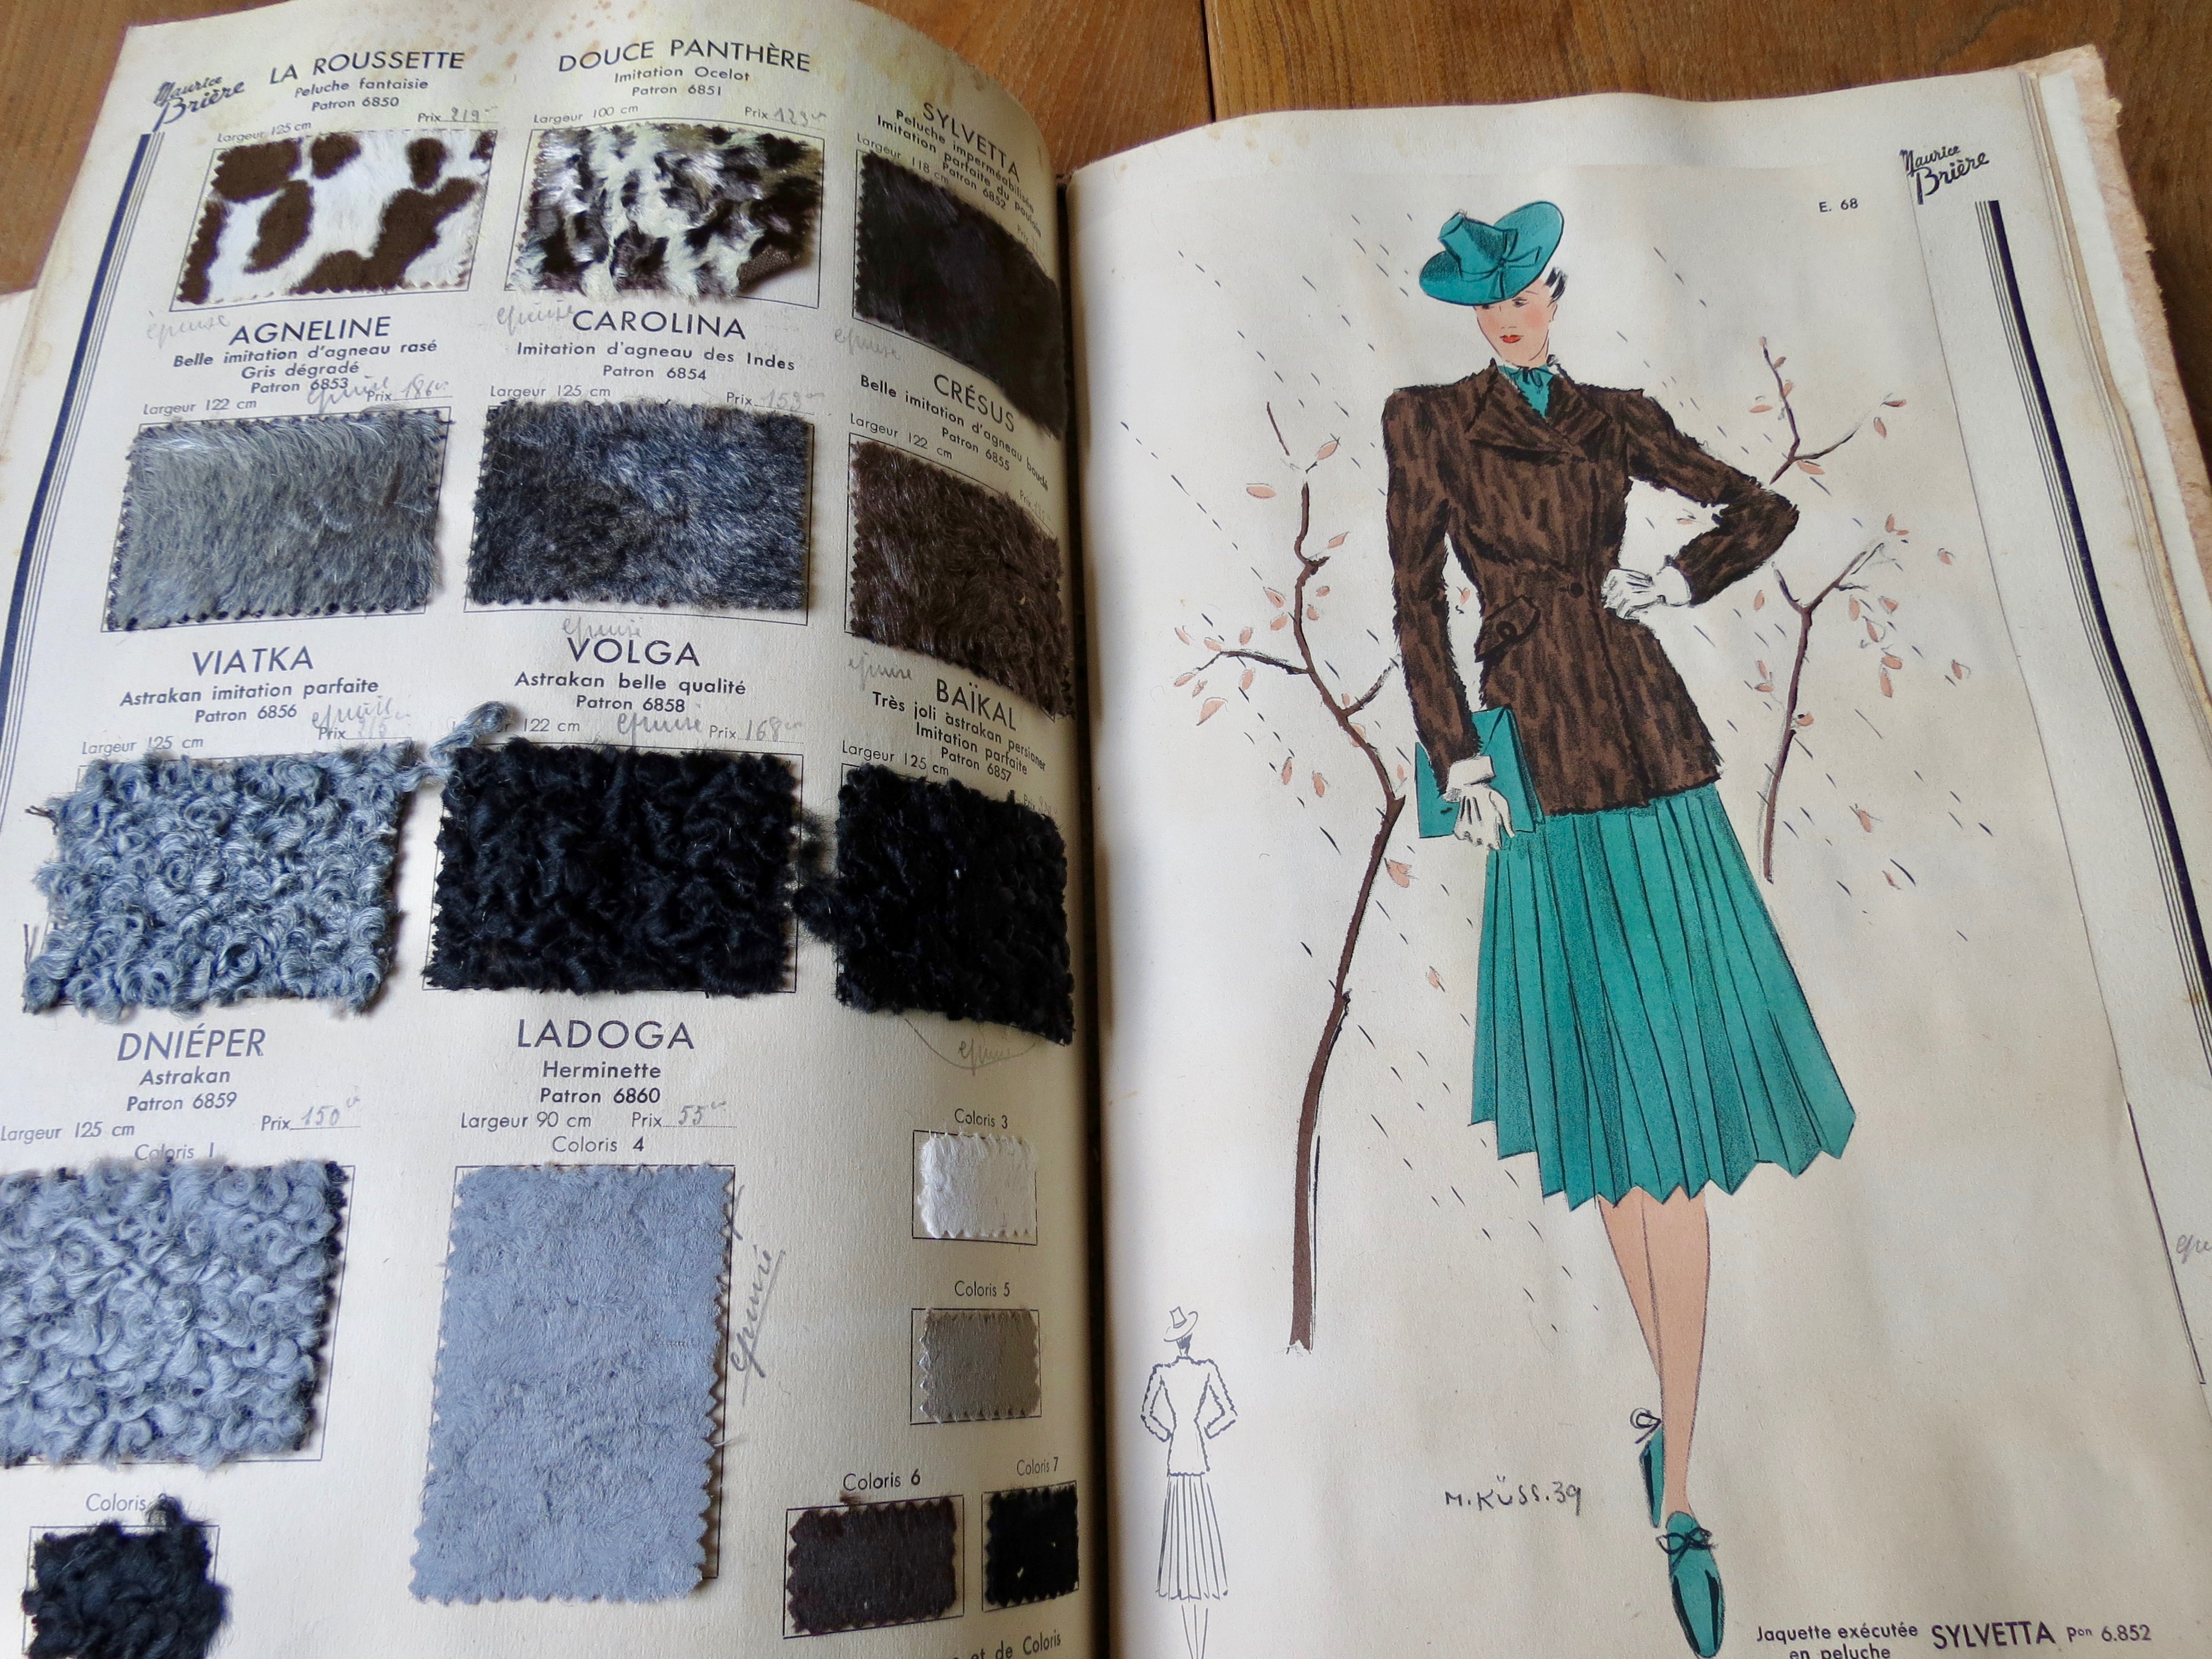 Maurice
Brière
LA ROUSSETTE
Peluche fantaisie
Patron 6850
Largeur 125 cm
Prix 219
épuisé
DOUCE PANTHÈRE
Imitation Ocelot
Patron 6851
Largeur 100 cm
Prix 123
épuisé
SYLVETTA
Peluche imperméabilisée
Imitation parfaite du poulain
Patron 6852
Largeur 118 cm
épuisé
AGNELINE
Belle imitation d'agneau rasé
Gris dégradé
Patron 6853
épuisé
Largeur 122 cm
Prix 186
CAROLINA
Imitation d'agneau des Indes
Patron 6854
Largeur 125 cm
Prix 159
épuisé
CRÉSUS
Belle imitation d'agneau bouclé
Patron 6855
Largeur 122 cm
Prix
épuisé
VIATKA
Astrakan imitation parfaite
Patron 6856
épuisé
Largeur 125 cm
Prix
VOLGA
Astrakan belle qualité
Patron 6858
122 cm
épuisé
Prix 168
BAÏKAL
Très joli astrakan persianer
Imitation parfaite
Patron 6857
Largeur 125 cm
épuisé
DNIÉPER
Astrakan
Patron 6859
Largeur 125 cm
Prix 150
Coloris 1
Coloris
LADOGA
Herminette
Patron 6860
Largeur 90 cm
Prix 55
Coloris 4
épuisé
Coloris 3
Coloris 5
Coloris 6
Coloris 7
et de Coloris
Maurice
Brière
E. 68
M. KÜSS. 39
Jaquette exécutée
en peluche
SYLVETTA Pon 6.852